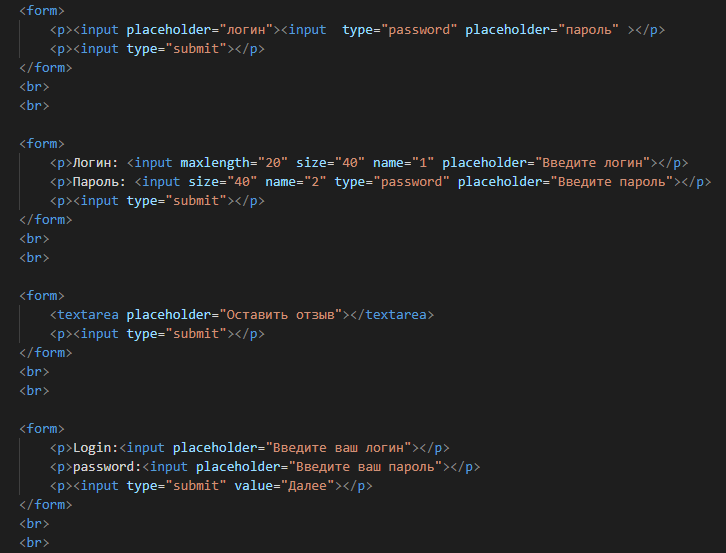 <form>
<p><input placeholder="логин"><input  type="password" placeholder="пароль" ></p>
<p><input type="submit"></p>
</form>
<br>
<br>
<form>
<p>Логин: <input maxlength="20" size="40" name="1" placeholder="Введите логин"></p>
<p>Пароль: <input size="40" name="2" type="password" placeholder="Введите пароль"></p>
<p><input type="submit"></p>
</form>
<br>
<br>
<form>
<textarea placeholder="Оставить отзыв"></textarea>
<p><input type="submit"></p>
</form>
<br>
<br>
<form>
<p>Login:<input placeholder="Введите ваш логин"></p>
<p>password:<input placeholder="Введите ваш пароль"></p>
<p><input type="submit" value="Далее"></p>
</form>
<br>
<br>